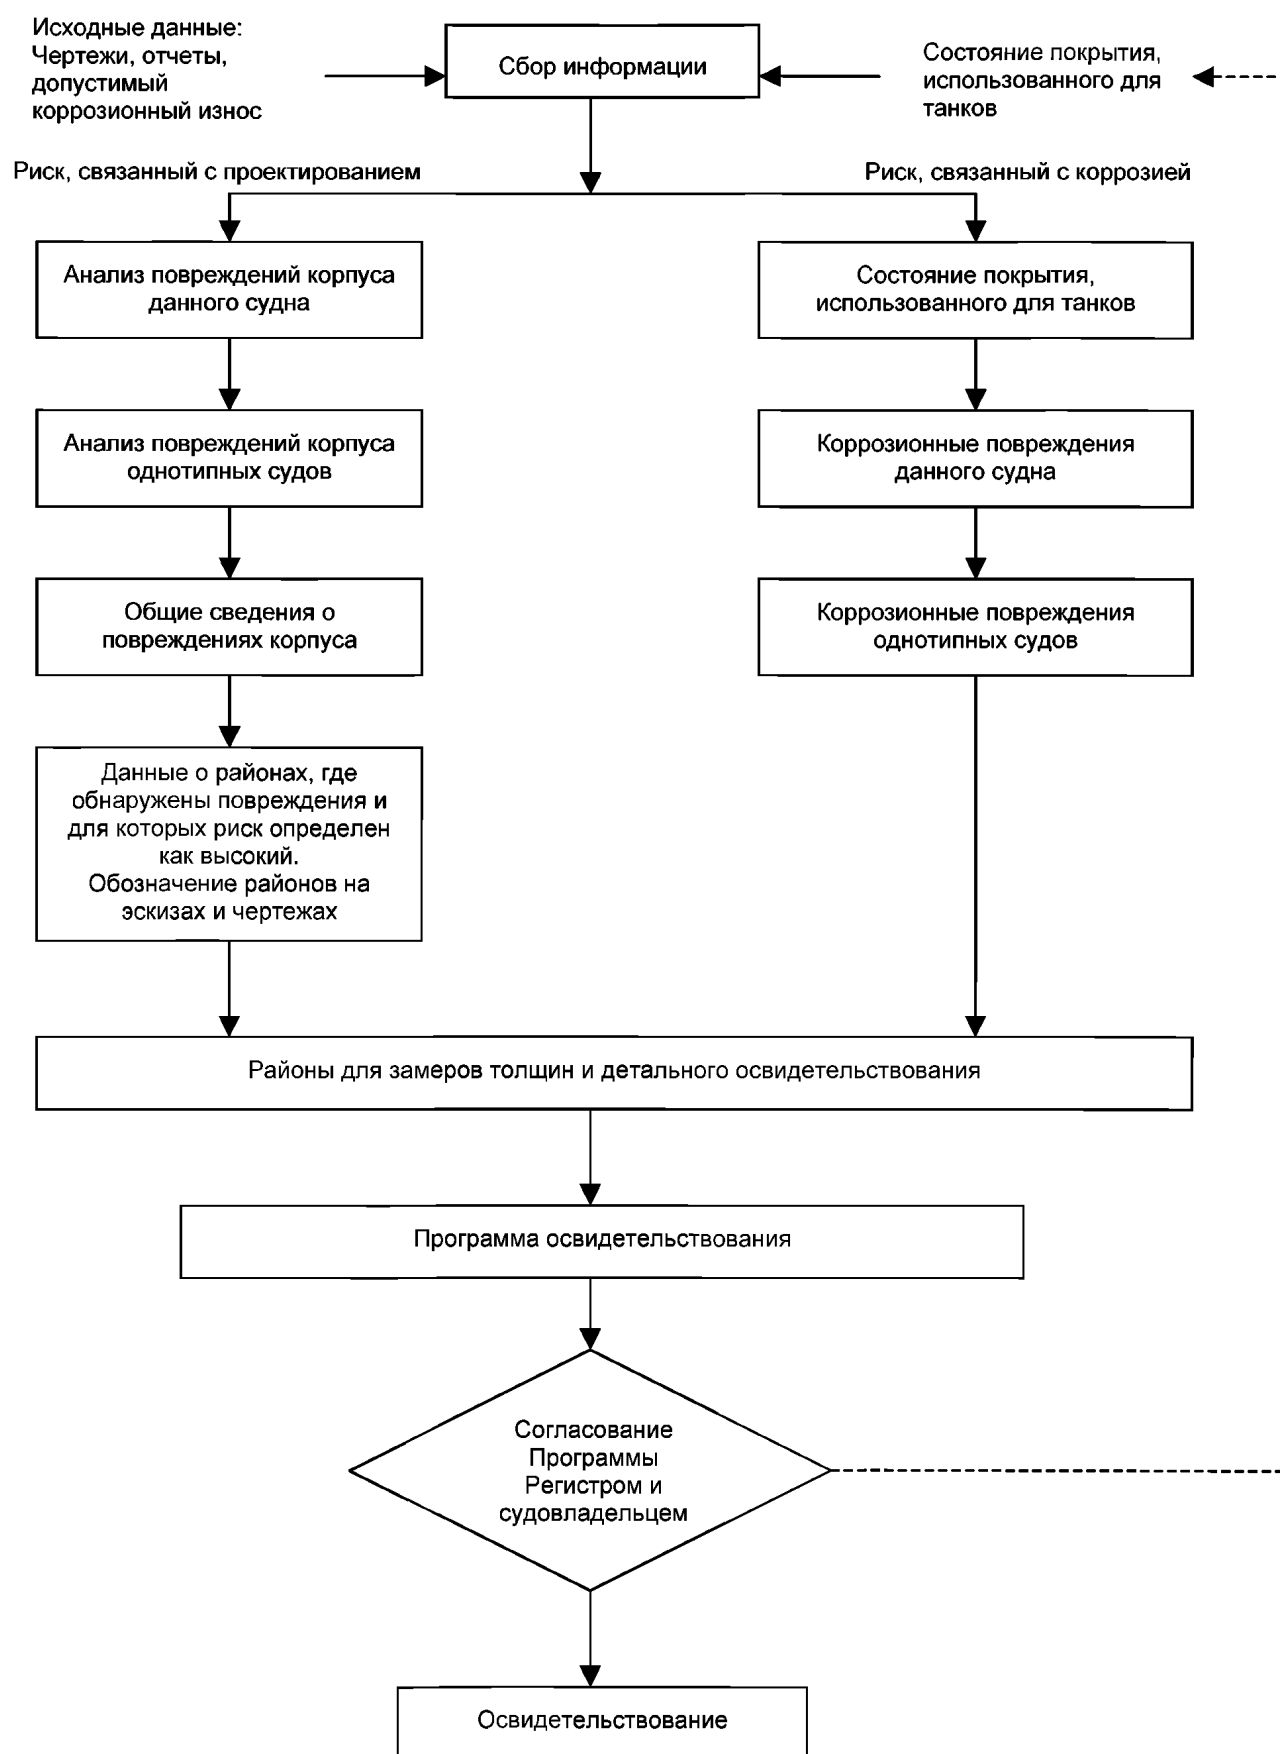 Исходные данные:
Чертежи, отчеты,
допустимый
коррозионный износ
Сбор информации
Состояние покрытия,
использованного для
танков
Риск, связанный с проектированием
Риск, связанный с коррозией
Анализ повреждений корпуса
данного судна
Состояние покрытия,
использованного для танков
Анализ повреждений корпуса
однотипных судов
Коррозионные повреждения
данного судна
Общие сведения о
повреждениях корпуса
Коррозионные повреждения
однотипных судов
Данные о районах, где
обнаружены повреждения и
для которых риск определен
как высокий.
Обозначение районов на
эскизах и чертежах
Районы для замеров толщин и детального освидетельствования
Программа освидетельствования
Согласование
Программы
Регистром и
судовладельцем
Освидетельствование